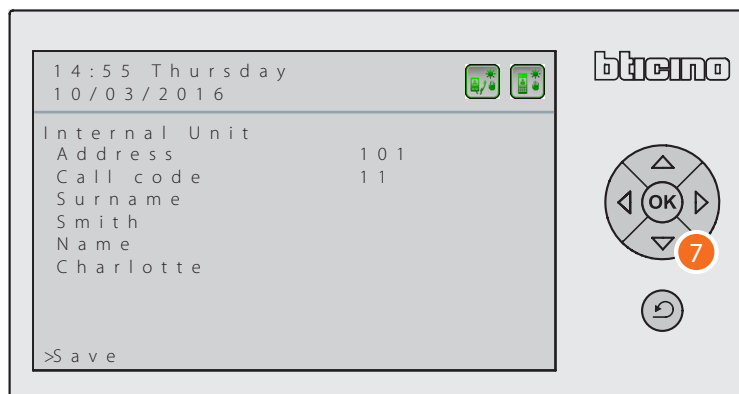 14:55 Thursday
10/03/2016
bticino
Internal Unit
Address 101
Call code 11
Surname
Smith
Name
Charlotte
>Save
OK
7